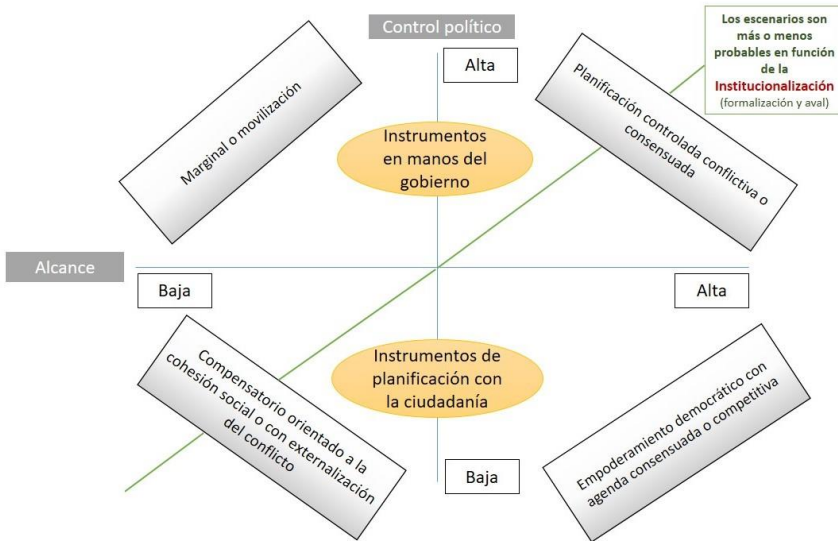 Control político
Alta
Los escenarios son
más o menos
probables en función
de la
Institucionalización
(formalización y aval)
Marginal o movilización
Planificación controlada conflictiva o
consensuada
Instrumentos
en manos del
gobierno
Alcance
Baja
Alta
Compensatorio orientado a la
cohesión social o con externalización
del conflicto
Instrumentos de
planificación con
la ciudadanía
Empoderamiento democrático con
agenda consensuada o competitiva
Baja